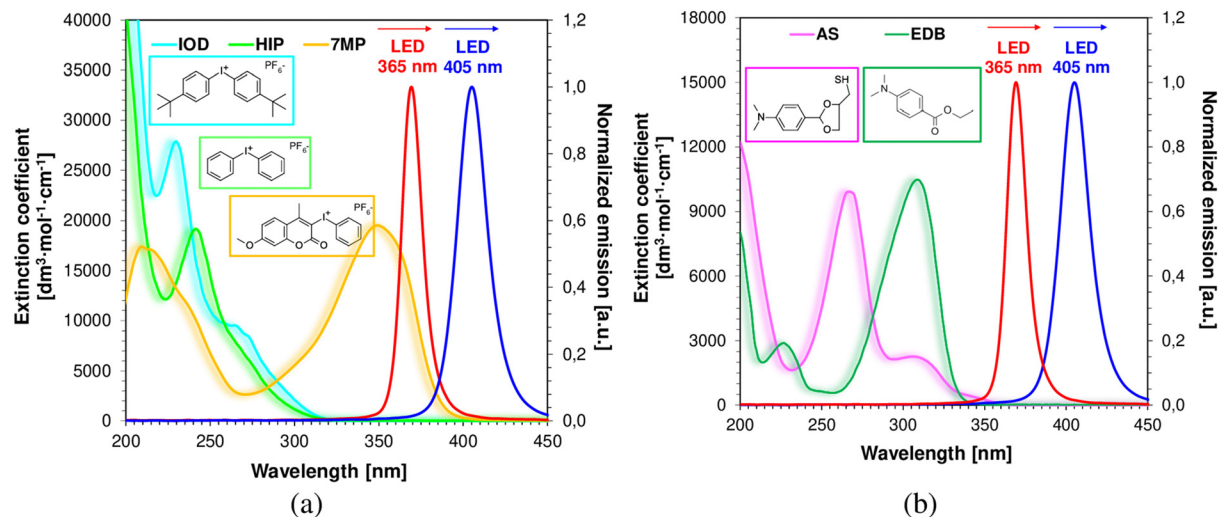 IOD HIP 7MP
LED
365 nm
LED
405 nm
PF₆⁻
I⁺
PF₆⁻
I⁺
PF₆⁻
I⁺
O
O
O
Extinction coefficient
[dm³·mol⁻¹·cm⁻¹]
40000
35000
30000
25000
20000
15000
10000
5000
0
1,2
1,0
0,8
0,6
0,4
0,2
0,0
Normalized emission [a.u.]
200 250 300 350 400 450
Wavelength [nm]
(a)
AS EDB
LED
365 nm
LED
405 nm
SH
O
O
N
N
O
O
Extinction coefficient
[dm³·mol⁻¹·cm⁻¹]
18000
15000
12000
9000
6000
3000
0
1,2
1,0
0,8
0,6
0,4
0,2
0,0
Normalized emission [a.u.]
200 250 300 350 400 450
Wavelength [nm]
(b)